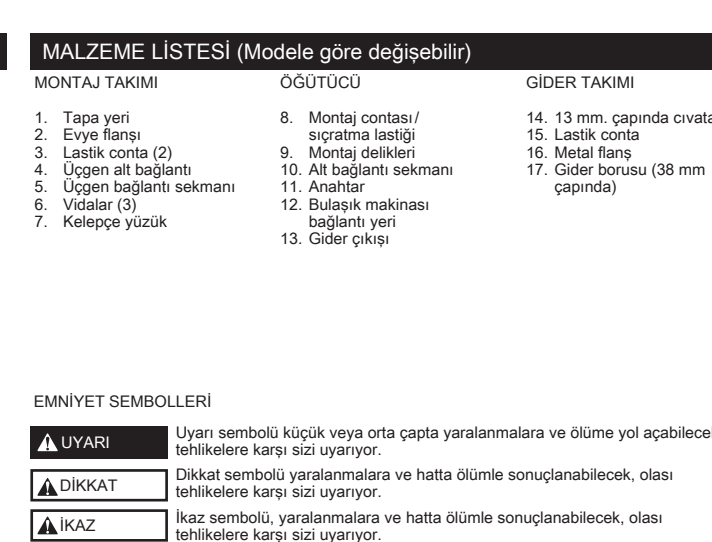 MALZEME LİSTESİ (Modele göre değişebilir)
MONTAJ TAKIMI
1. Tapa yeri
2. Evye flanşı
3. Lastik conta (2)
4. Üçgen alt bağlantı
5. Üçgen bağlantı sekmanı
6. Vidalar (3)
7. Kelepçe yüzük
ÖĞÜTÜCÜ
8. Montaj contası/
sıçratma lastiği
9. Montaj delikleri
10. Alt bağlantı sekmanı
11. Anahtar
12. Bulaşık makinası
bağlantı yeri
13. Gider çıkışı
GİDER TAKIMI
14. 13 mm. çapında
15. Lastik conta
16. Metal flanş
17. Gider borusu (38 mm
çapında)
EMNİYET SEMBOLLERİ
UYARI
Uyarı sembolü küçük veya orta çapta yaralanmalara ve ölüme yol
tehlikelere karşı sizi uyarıyor.
DİKKAT
Dikkat sembolü yaralanmalara ve hatta ölümle sonuçlanabilecek, olası
tehlikelere karşı sizi uyarıyor.
İKAZ
İkaz sembolü, yaralanmalara ve hatta ölümle sonuçlanabilecek, olası
tehlikelere karşı sizi uyarıyor.